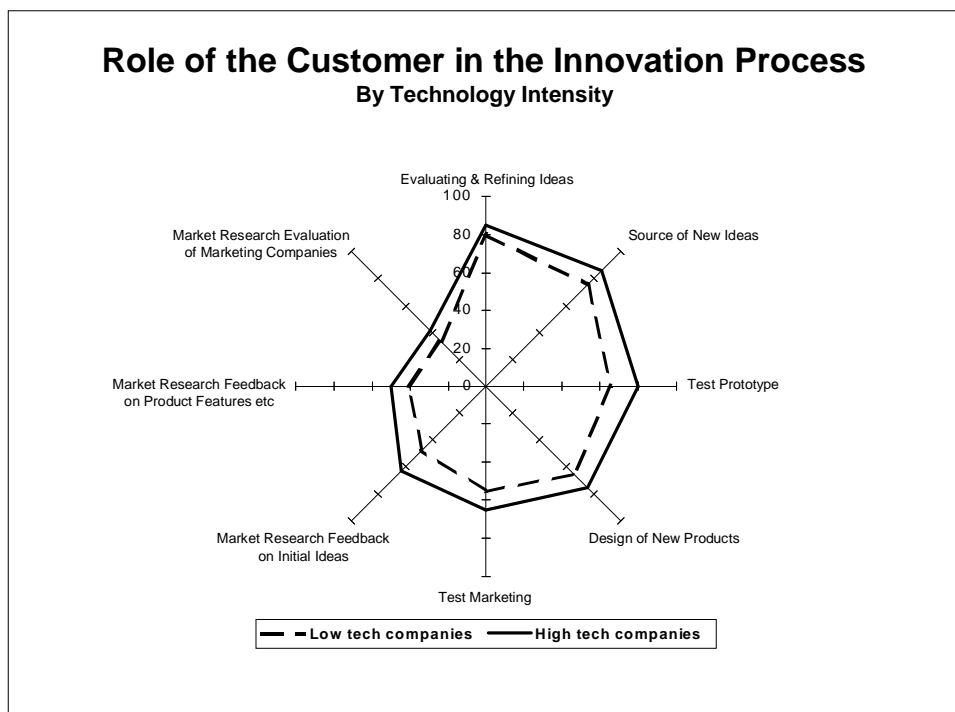 Role of the Customer in the Innovation Process
By Technology Intensity
Evaluating & Refining Ideas
100
80
60
40
20
0
Market Research Evaluation
of Marketing Companies
Source of New Ideas
Market Research Feedback
on Product Features etc
Test Prototype
Market Research Feedback
on Initial Ideas
Design of New Products
Test Marketing
Low tech companies High tech companies